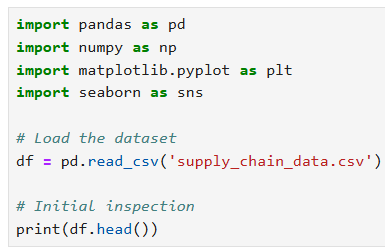 import pandas as pd
import numpy as np
import matplotlib.pyplot as plt
import seaborn as sns
# Load the dataset
df = pd.read_csv('supply_chain_data.csv')
# Initial inspection
print(df.head())